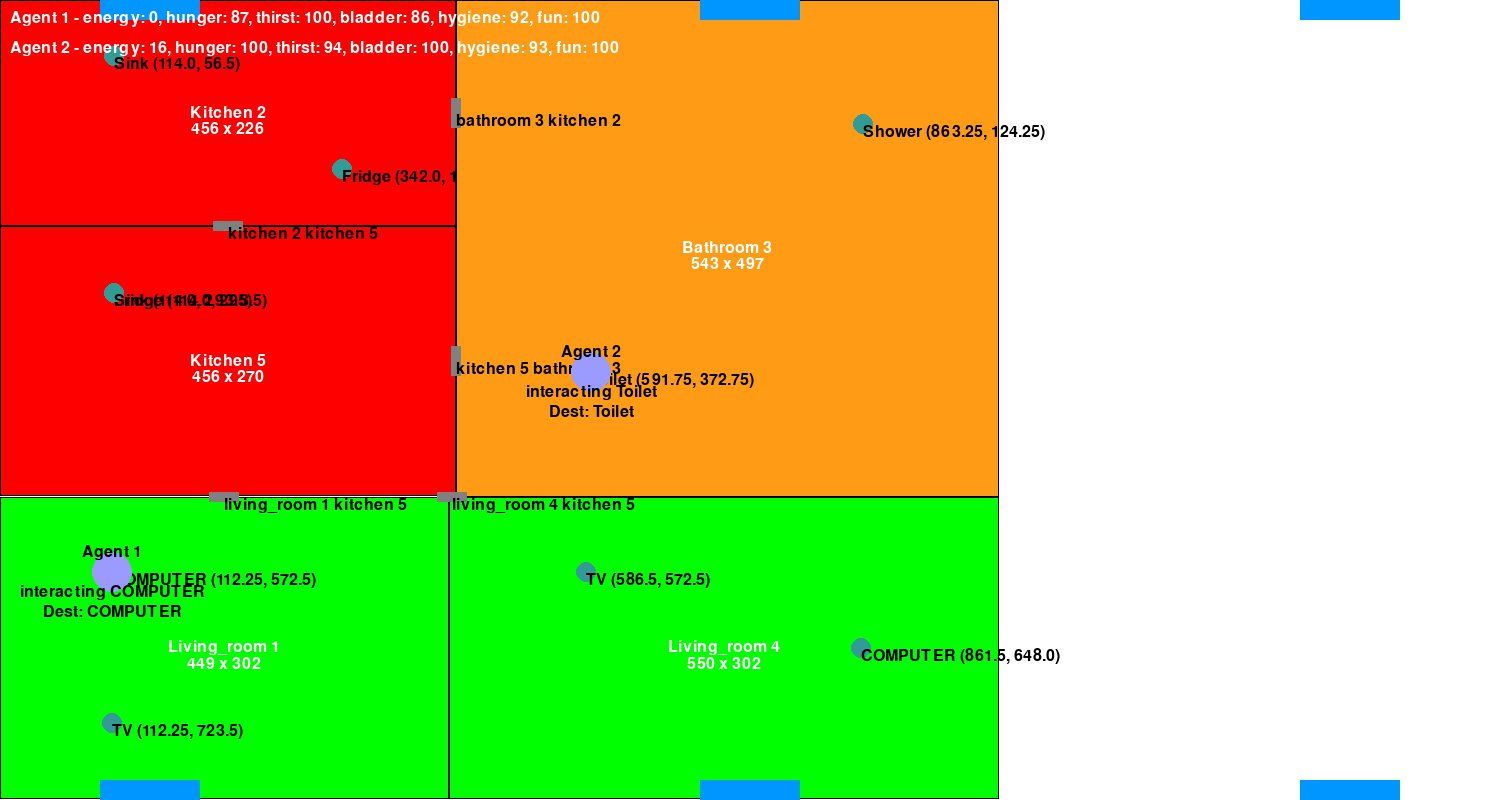 Agent 1 - energy: 0, hunger: 87, thirst: 100, bladder: 86, hygiene: 92, fun: 100
Agent 2 - energy: 16, hunger: 100, thirst: 94, bladder: 100, hygiene: 93, fun: 100
Sink (114.0, 56.5)
Kitchen 2
456 x 226
bathroom 3 kitchen 2
Shower (863.25, 124.25)
Fridge (342.0, 1
kitchen 2 kitchen 5
Bathroom 3
543 x 497
Kitchen 5
456 x 270
Agent 2
kitchen 5 bath 3
(591.75, 372.75)
interacting Toilet
Dest: Toilet
living_room 1 kitchen 5
living_room 4 kitchen 5
Agent 1
COMPUTER (112.25, 572.5)
interacting COMPUTER
Dest: COMPUTER
TV (586.5, 572.5)
Living_room 1
449 x 302
Living_room 4
550 x 302
COMPUTER (861.5, 648.0)
TV (112.25, 723.5)